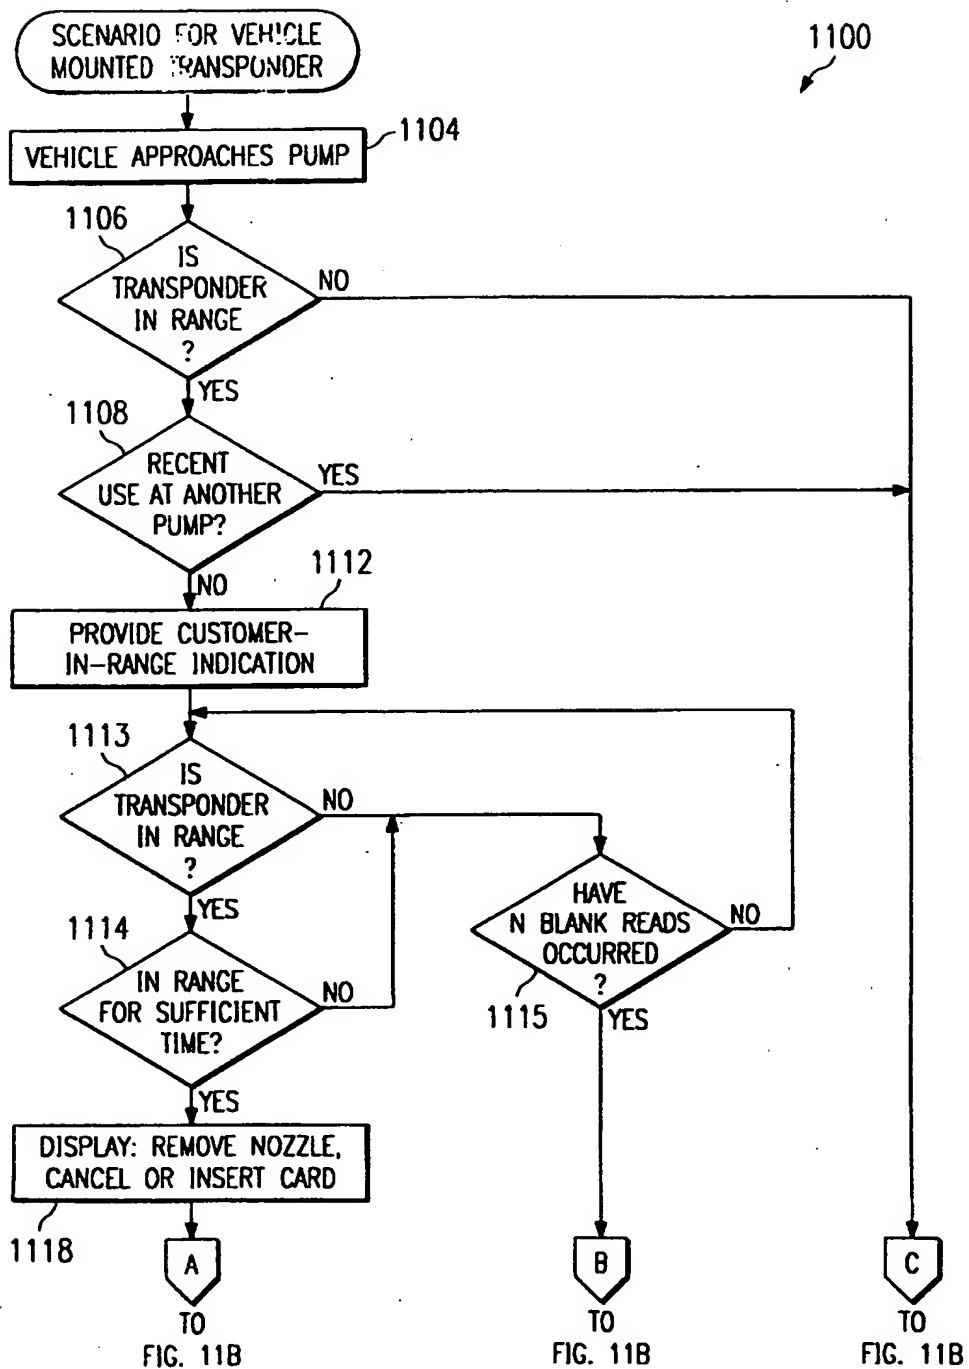 SCENARIO FOR VEHICLE
MOUNTED TRANSPONDER
1100
1104
VEHICLE APPROACHES PUMP
1106
IS
TRANSPONDER
IN RANGE
?
NO
YES
1108
RECENT
USE AT ANOTHER
PUMP?
YES
NO
1112
PROVIDE CUSTOMER-
IN-RANGE INDICATION
1113
IS
TRANSPONDER
IN RANGE
?
NO
YES
1114
IN RANGE
FOR SUFFICIENT
TIME?
NO
YES
HAVE
N BLANK READS
OCCURRED
?
NO
1115
YES
DISPLAY: REMOVE NOZZLE,
CANCEL OR INSERT CARD
1118
A
TO
FIG. 11B
B
TO
FIG. 11B
C
TO
FIG. 11B